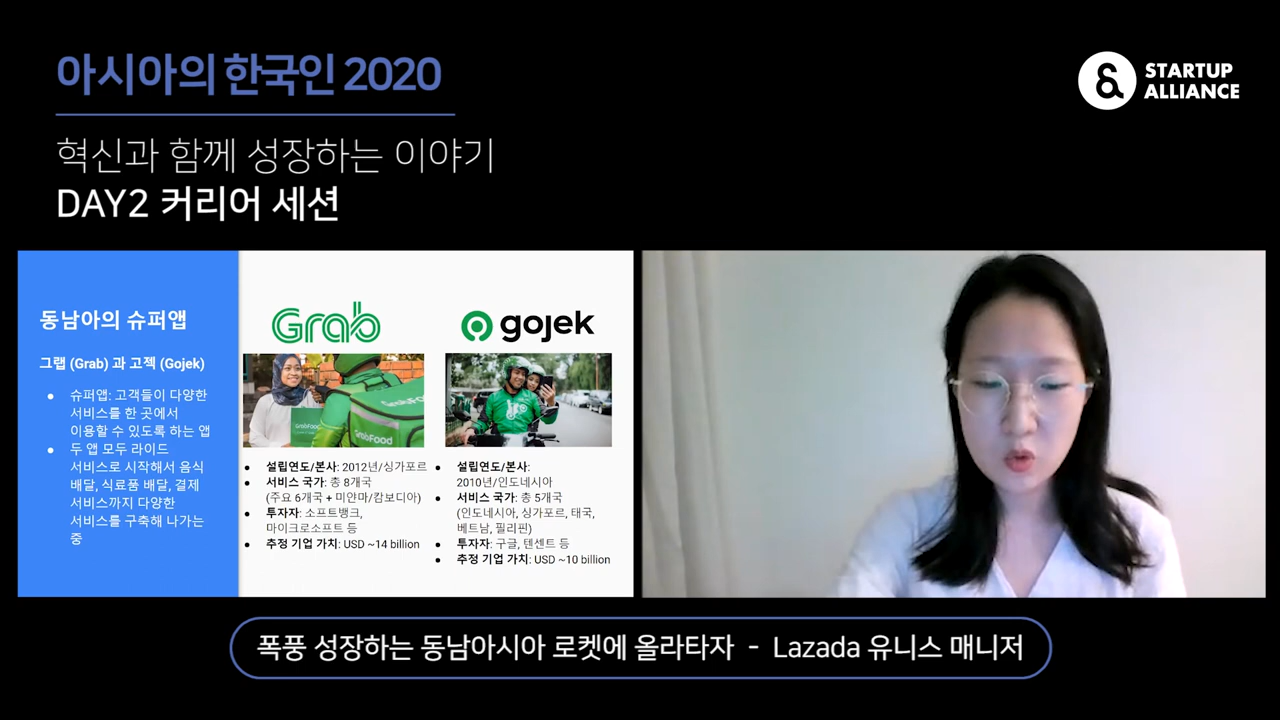 아시아의 한국인 2020
STARTUP
ALLIANCE
혁신과 함께 성장하는 이야기
DAY2 커리어 세션
동남아의 슈퍼앱
그랩 (Grab) 과 고젝 (Gojek)
● 슈퍼앱: 고객들이 다양한
서비스를 한 곳에서
이용할 수 있도록 하는 앱
● 두 앱 모두 라이드
서비스로 시작해서 음식
배달, 식료품 배달, 결제
서비스까지 다양한
서비스를 구축해 나가는
중
Grab
GrabFood
GrabFood
● 설립연도/본사: 2012년/싱가포르
● 서비스 국가: 총 8개국
(주요 6개국 + 미얀마/캄보디아)
● 투자자: 소프트뱅크,
마이크로소프트 등
● 추정 기업 가치: USD ~14 billion
gojek
● 설립연도/본사:
2010년/인도네시아
● 서비스 국가: 총 5개국
(인도네시아, 싱가포르, 태국,
베트남, 필리핀)
● 투자자: 구글, 텐센트 등
● 추정 기업 가치: USD ~10 billion
폭풍 성장하는 동남아시아 로켓에 올라타자 - Lazada 유니스 매니저